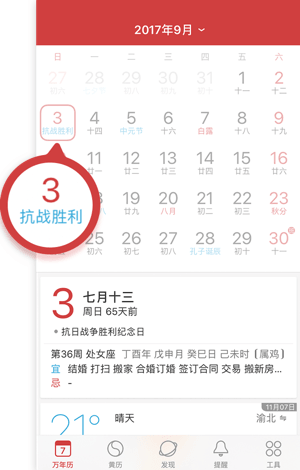 2017年9月
日 一 二 三 四 五 六
27 28 29 30 31 1 2
初六 七夕节 初八 初九 初十 十一 十二
3 4 5 6 7 8 9
抗战胜利 十四 中元节 十六 白露 十八 十九
3
抗战胜利
11 12 13 14 15 16
廿一 廿二 廿三 廿四 廿五 廿六
18 19 20 21 22 23
廿八 廿九 八月 初二 初三 秋分
25 26 27 28 29 30
初六 初七 初八 孔子诞辰 初十 十一
3 七月十三
周日 65天前
抗日战争胜利纪念日
第36周 处女座 丁酉年 戊申月 癸巳日 己未时 (属鸡)
宜 结婚 打扫 搬家 合婚订婚 签订合同 交易 搬新房...
忌 -
11月07日
21° 晴天 渝北
7
万年历 黄历 发现 提醒 工具